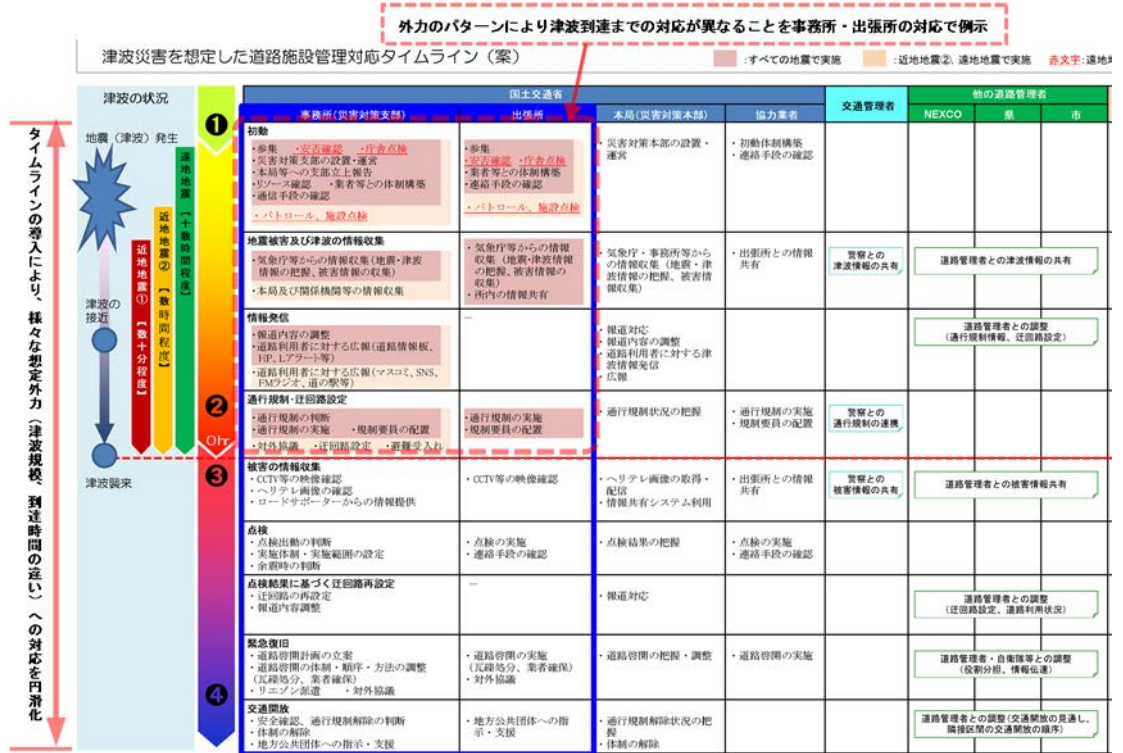 外力のパターンにより津波到達までの対応が異なることを事務所・出張所の対応で例示
津波災害を想定した道路施設管理対応タイムライン（案）
:すべての地震で実施
:近地地震②、遠地地震で実施
赤文字:遠地
タイムラインの導入により、様々な想定外力（津波規模、到達時間の違い）への対応を円滑化
津波の状況
地震（津波）発生
津波の
接近
津波襲来
近地地震① 【数十分程度】
近地地震② 【数時間程度】
遠地地震 【十数時間程度】
❶
❷
0hr
❸
❹
国土交通省
交通管理者
他の道路管理者
事務所(災害対策支部)
出張所
本局(災害対策本部)
協力業者
NEXCO
県
市
初動
・参集 ・安否確認 ・庁舎点検
・災害対策支部の設置・運営
・本局等への支部立上報告
・リソース確認 ・業者等との体制構築
・通信手段の確認
・パトロール、施設点検
・参集
・安否確認 ・庁舎点検
・業者等との体制構築
・連絡手段の確認
・パトロール、施設点検
・災害対策本部の設置・
運営
・初動体制構築
・連絡手段の確認
地震被害及び津波の情報収集
・気象庁等からの情報収集(地震・津波
情報の把握、被害情報の収集)
・本局及び関係機関等の情報収集
・気象庁等からの情報
収集（地震・津波情報
の把握、被害情報の
収集)
・所内の情報共有
・気象庁・事務所等から
の情報収集（地震・津
波情報の把握、被害情
報収集)
・出張所との情報
共有
警察との
津波情報の共有
道路管理者との津波情報の共有
情報発信
・報道内容の調整
・道路利用者に対する広報(道路情報板、
HP、Lアラート等)
・道路利用者に対する広報(マスコミ、SNS、
FMラジオ、道の駅等)
―
・報道対応
・報道内容の調整
・道路利用者に対する津
波情報発信
・広報
道路管理者との調整
(通行規制情報、迂回路設定)
通行規制・迂回路設定
・通行規制の判断
・通行規制の実施 ・規制要員の配置
・対外協議 ・迂回路設定 ・避難受入れ
・通行規制の実施
・規制要員の配置
・通行規制状況の把握
・通行規制の実施
・規制要員の配置
警察との
通行規制の連携
被害の情報収集
・CCTV等の映像確認
・ヘリテレ画像の確認
・ロードサポーターからの情報提供
・CCTV等の映像確認
・ヘリテレ画像の取得・
配信
・情報共有システム利用
・出張所との情報
共有
警察との
被害情報の共有
道路管理者との被害情報共有
点検
・点検出動の判断
・実施体制・実施範囲の設定
・余震時の判断
・点検の実施
・連絡手段の確認
・点検結果の把握
・点検の実施
・連絡手段の確認
点検結果に基づく迂回路再設定
・迂回路の再設定
・報道内容調整
―
・報道対応
道路管理者との調整
(迂回路設定、道路利用状況)
緊急復旧
・道路啓開計画の立案
・道路啓開の体制・順序・方法の調整
(瓦礫処分、業者確保)
・リエゾン派遣 ・対外協議
・道路啓開の実施
(瓦礫処分、業者確保)
・対外協議
・道路啓開の把握・調整
・道路啓開の実施
道路管理者・自衛隊等との調整
(役割分担、情報伝達)
交通開放
・安全確認、通行規制解除の判断
・体制の解除
・地方公共団体への指示・支援
・地方公共団体への指
示・支援
・通行規制解除状況の把
握
・体制の解除
道路管理者との調整(交通開放の見通し、
隣接区間の交通開放の順序)